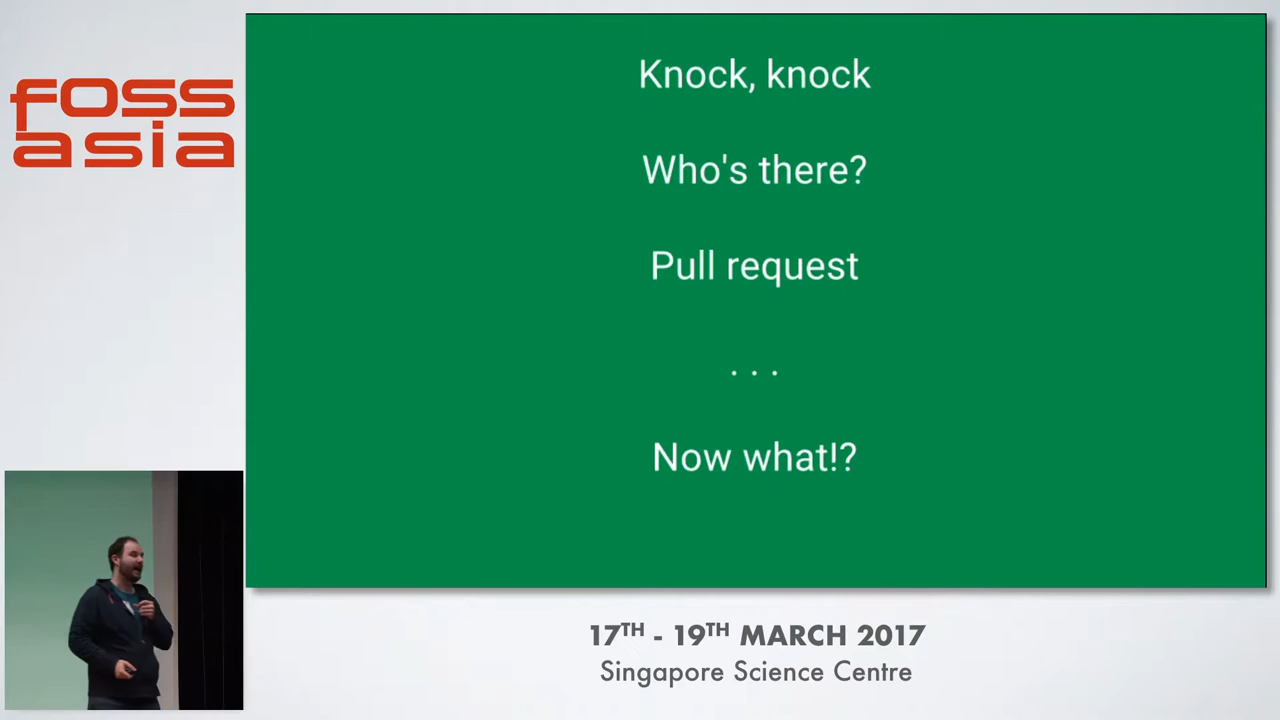 foss
asia
Knock, knock
Who's there?
Pull request
. . .
Now what!?
17TH - 19TH MARCH 2017
Singapore Science Centre